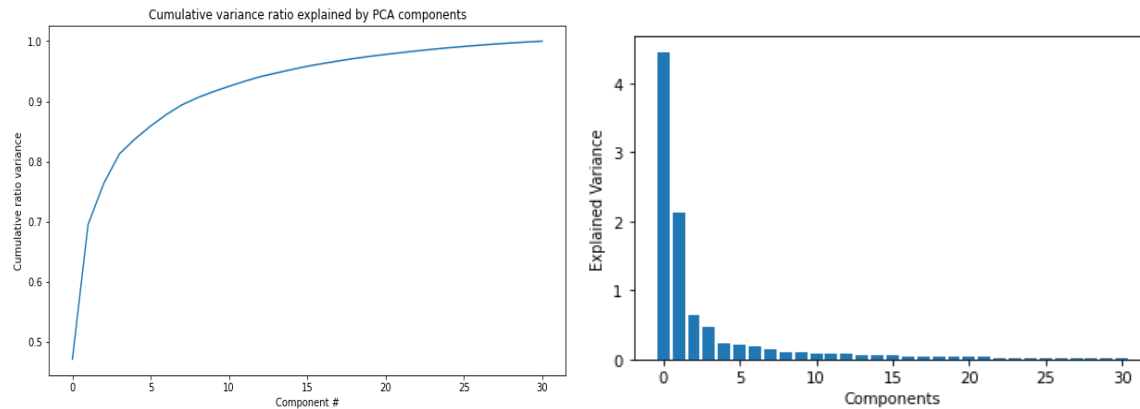 Cumulative variance ratio explained by PCA components
1.0
0.9
0.8
0.7
0.6
0.5
Cumulative ratio variance
0 5 10 15 20 25 30
Component #
4
3
2
1
0
Explained Variance
0 5 10 15 20 25 30
Components